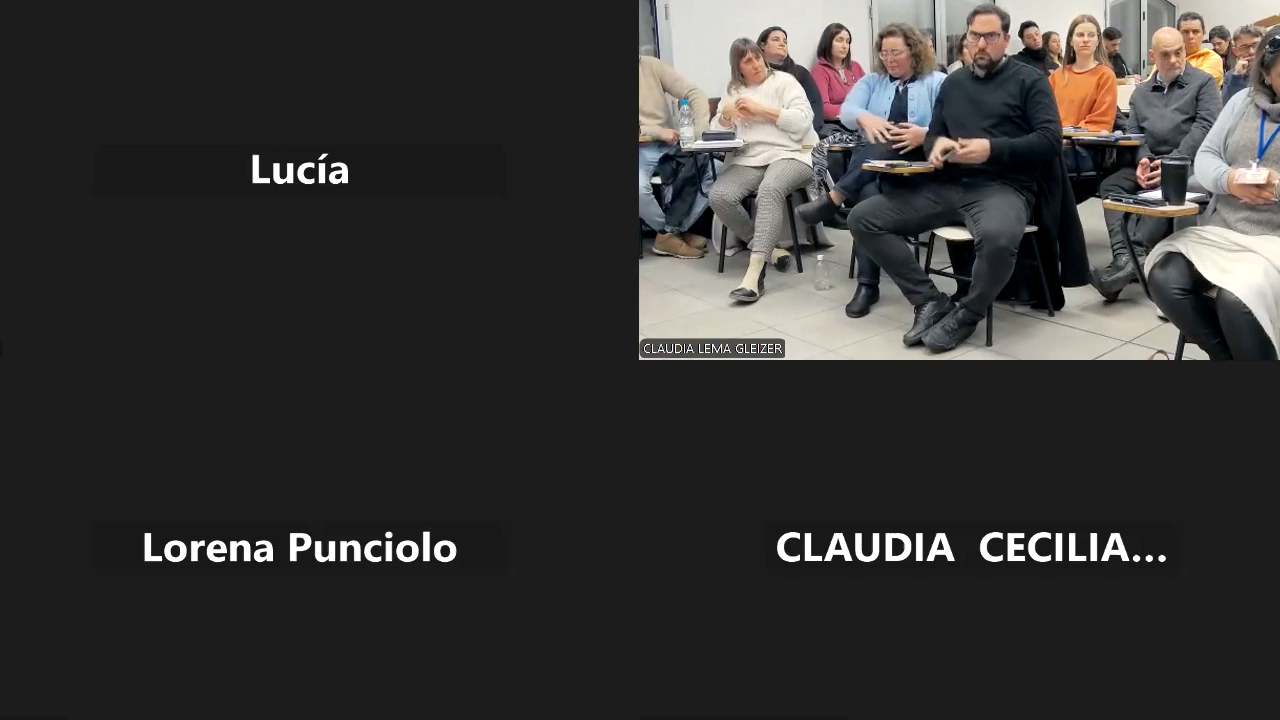 Lucía
CLAUDIA LEMA GLEIZER
Lorena Punciolo
CLAUDIA CECILIA...